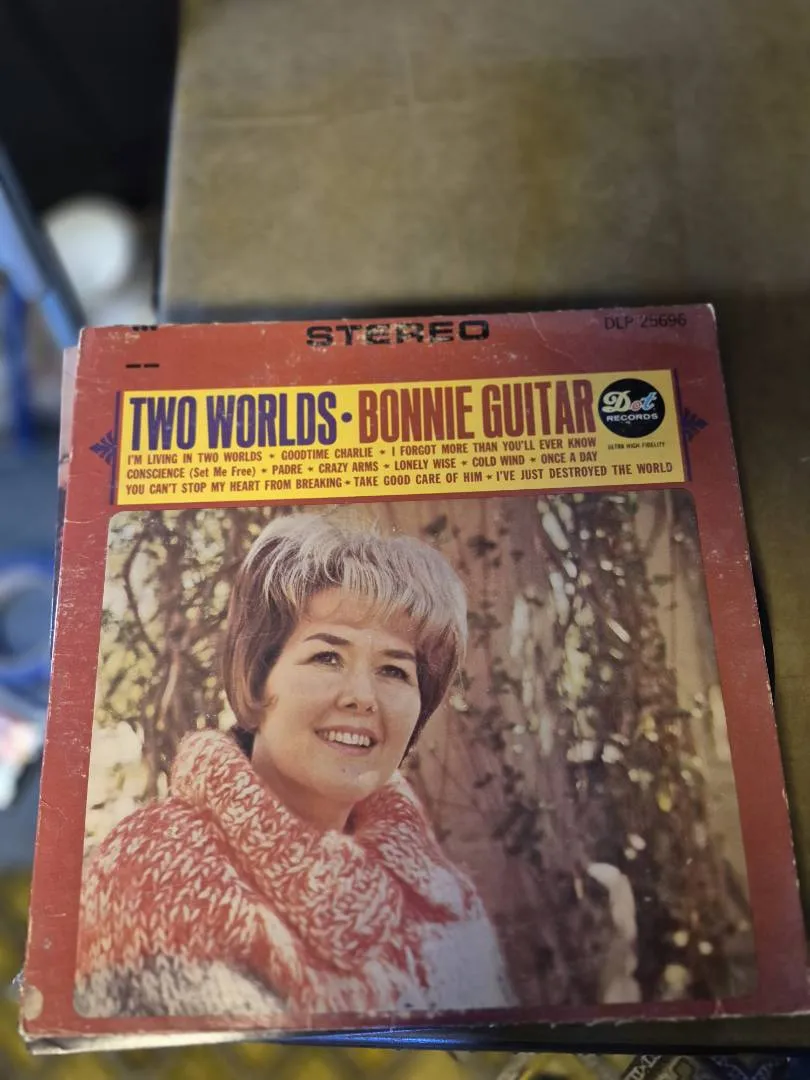 STEREO
DLP 25696
TWO WORLDS • BONNIE GUITAR
Dot
RECORDS
ULTRA HIGH FIDELITY
I'M LIVING IN TWO WORLDS ★ GOODTIME CHARLIE ★ I FORGOT MORE THAN YOU'LL EVER KNOW
CONSCIENCE (Set Me Free) ★ PADRE ★ CRAZY ARMS ★ LONELY WISE ★ COLD WIND ★ ONCE A DAY
YOU CAN'T STOP MY HEART FROM BREAKING ★ TAKE GOOD CARE OF HIM ★ I'VE JUST DESTROYED THE WORLD